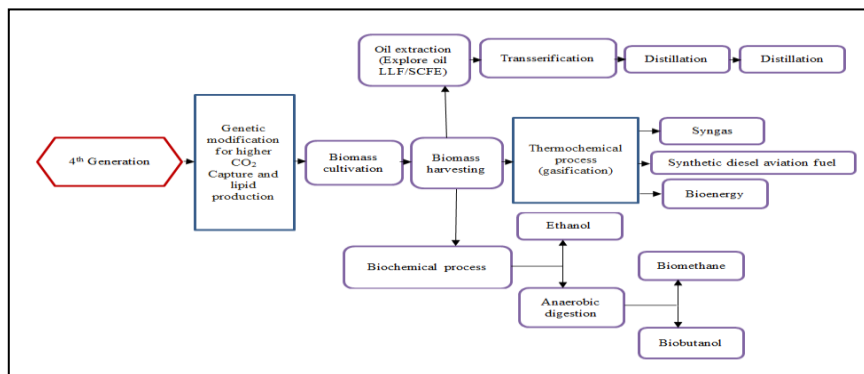 Oil extraction
(Explore oil
LLF/SCFE)
Transserification
Distillation
Distillation
4th Generation
Genetic
modification
for higher
CO2
Capture and
lipid
production
Biomass
cultivation
Biomass
harvesting
Thermochemical
process
(gasification)
Syngas
Synthetic diesel aviation fuel
Bioenergy
Ethanol
Biochemical process
Anaerobic
digestion
Biomethane
Biobutanol